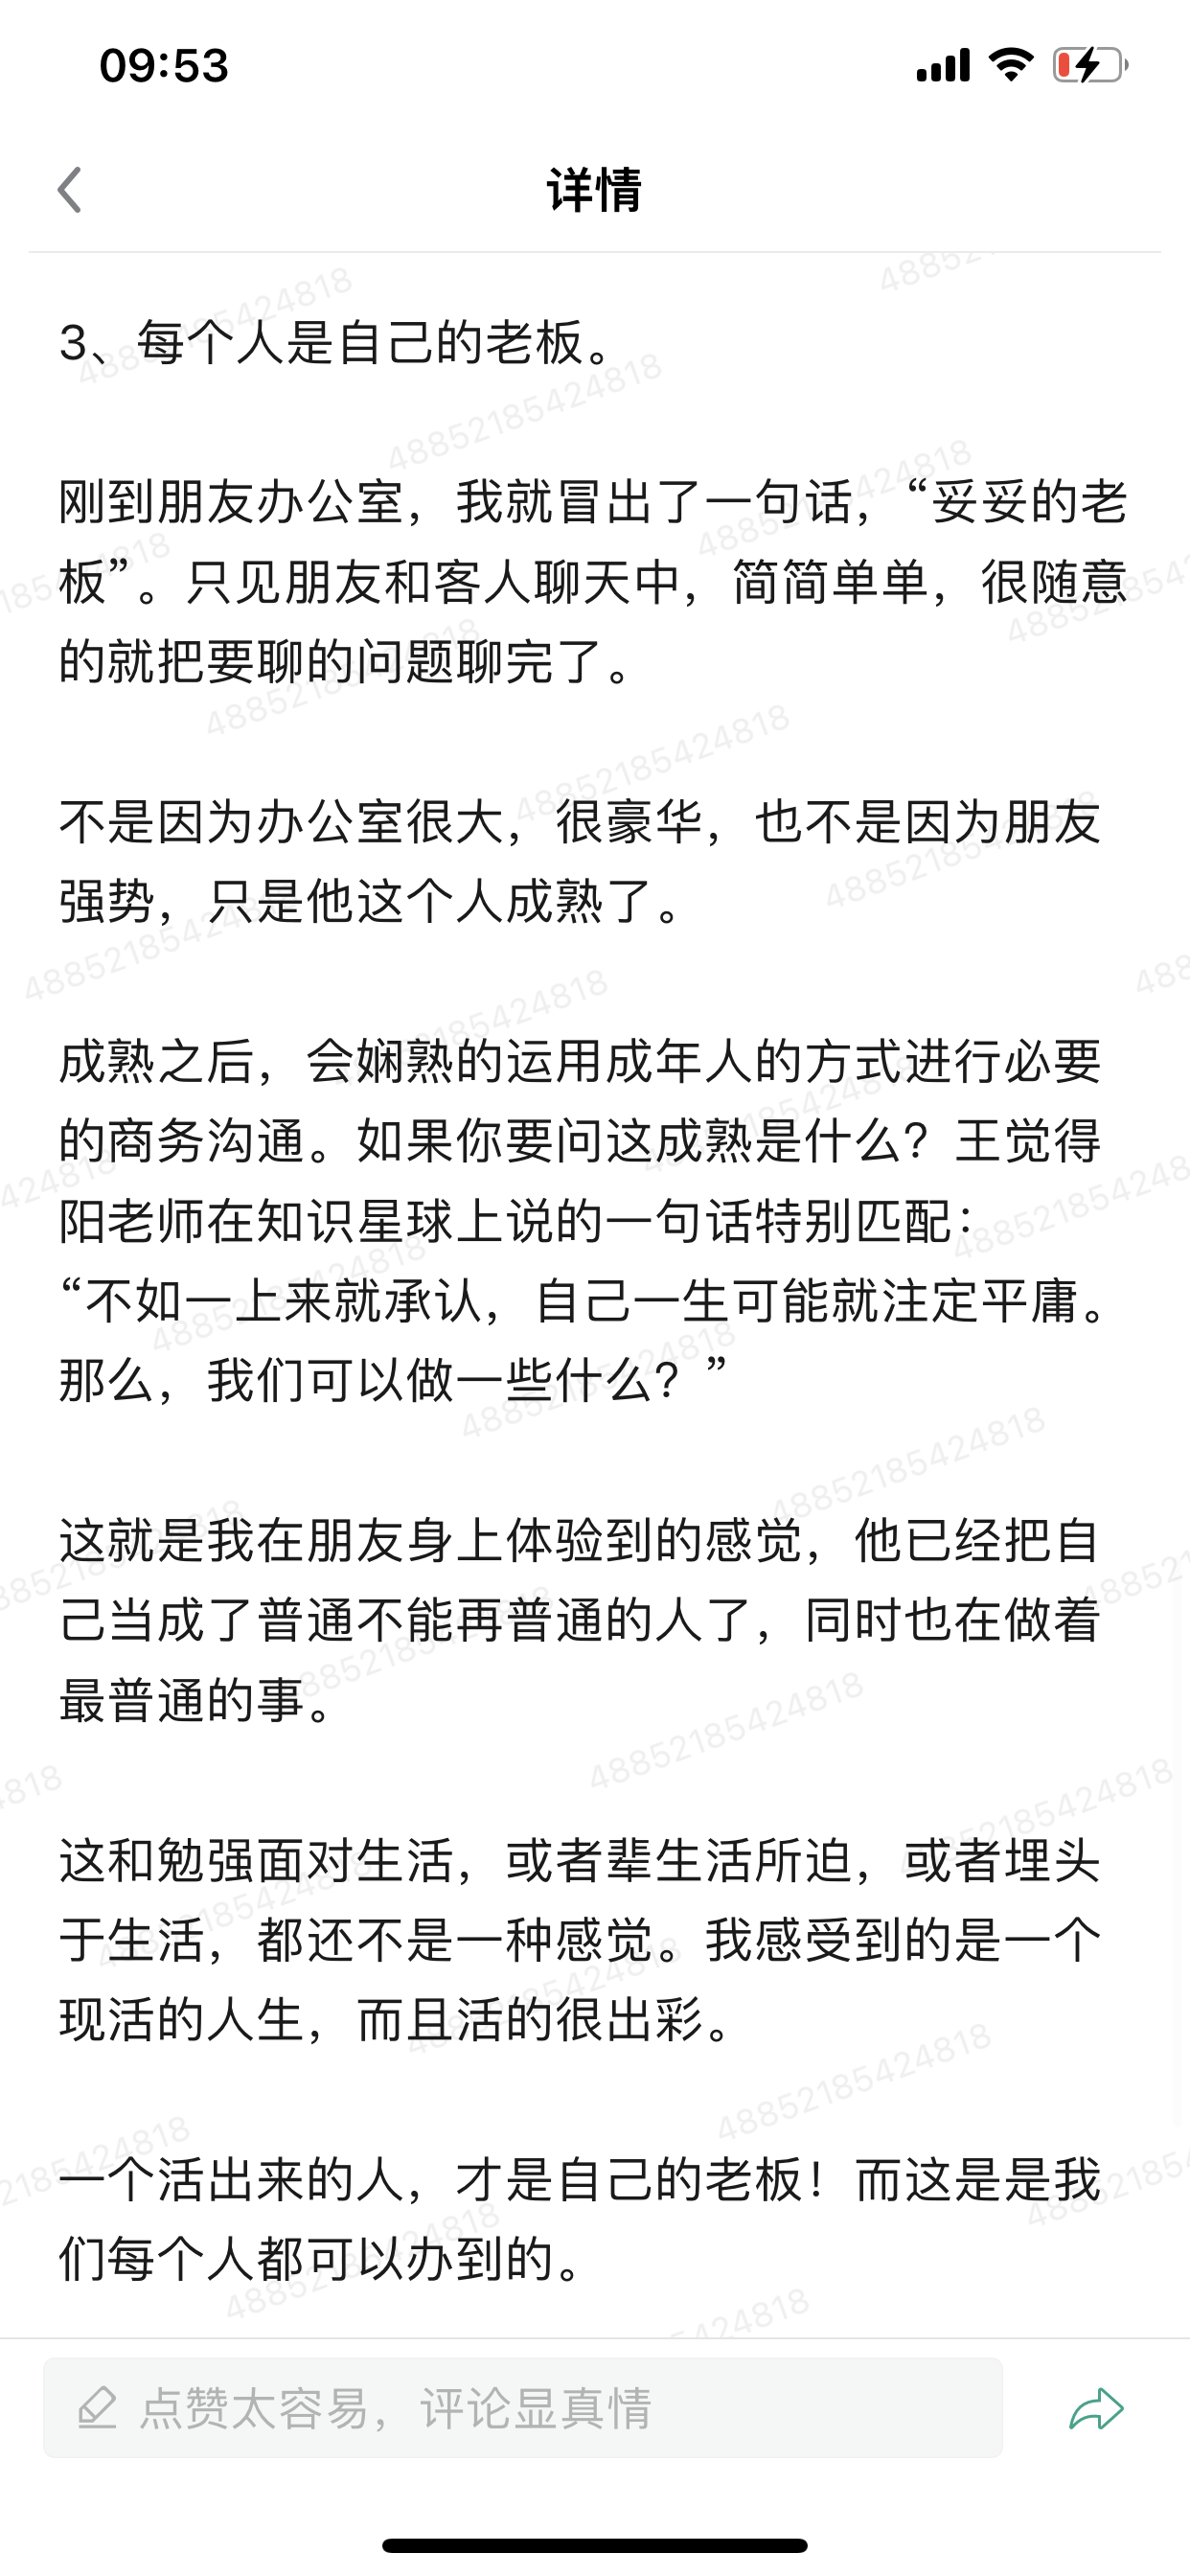 09:53
详情
3、每个人是自己的老板。
刚到朋友办公室，我就冒出了一句话，“妥妥的老
板”。只见朋友和客人聊天中，简简单单，很随意
的就把要聊的问题聊完了。
不是因为办公室很大，很豪华，也不是因为朋友
强势，只是他这个人成熟了。
成熟之后，会娴熟的运用成年人的方式进行必要
的商务沟通。如果你要问这成熟是什么？王觉得
阳老师在知识星球上说的一句话特别匹配：
“不如一上来就承认，自己一生可能就注定平庸。
那么，我们可以做一些什么？”
这就是我在朋友身上体验到的感觉，他已经把自
己当成了普通不能再普通的人了，同时也在做着
最普通的事。
这和勉强面对生活，或者辈生活所迫，或者埋头
于生活，都还不是一种感觉。我感受到的是一个
现活的人生，而且活的很出彩。
一个活出来的人，才是自己的老板！而这是是我
们每个人都可以办到的。
点赞太容易，评论显真情
48852185424818